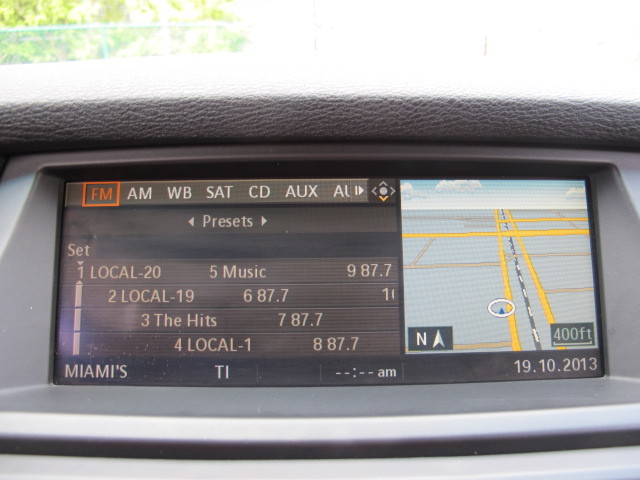 FM AM WB SAT CD AUX
Presets
Set
1 LOCAL-20 5 Music 9 87.7
2 LOCAL-19 6 87.7
3 The Hits 7 87.7
4 LOCAL-1 8 87.7
N 400ft
MIAMI'S TI --:-- am 19.10.2013